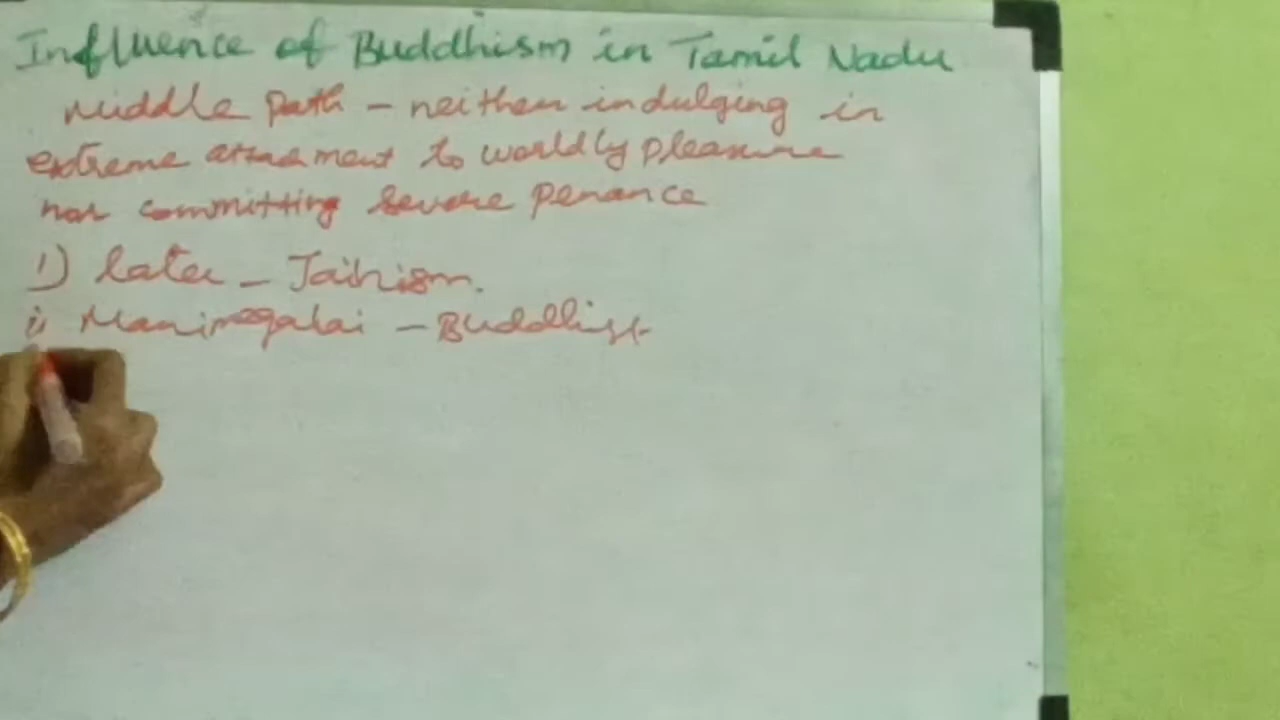 Influence of Buddhism in Tamil Nadu
Middle Path - neither indulging in
extreme attachment to worldly pleasure
nor committing severe penance
1) later - Jainism.
ii Manimegalai - Buddhist